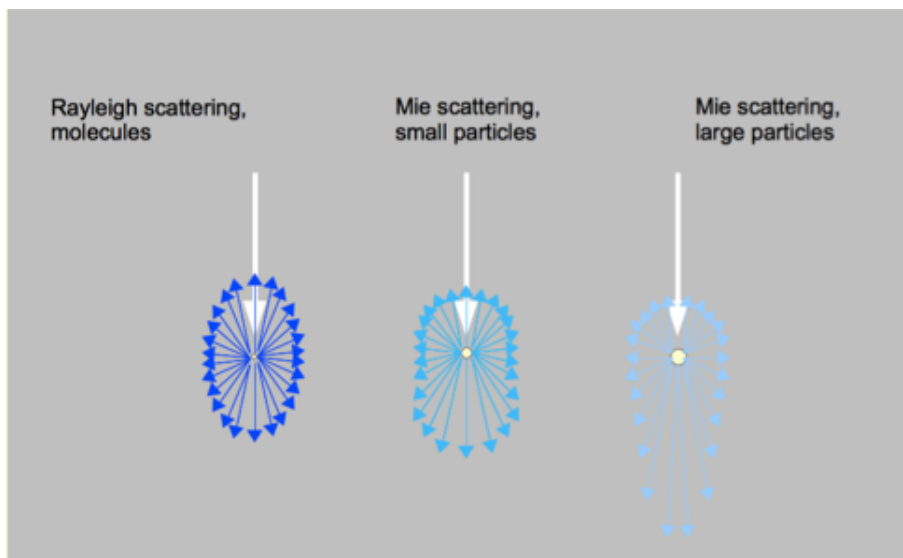 Rayleigh scattering,
molecules
Mie scattering,
small particles
Mie scattering,
large particles